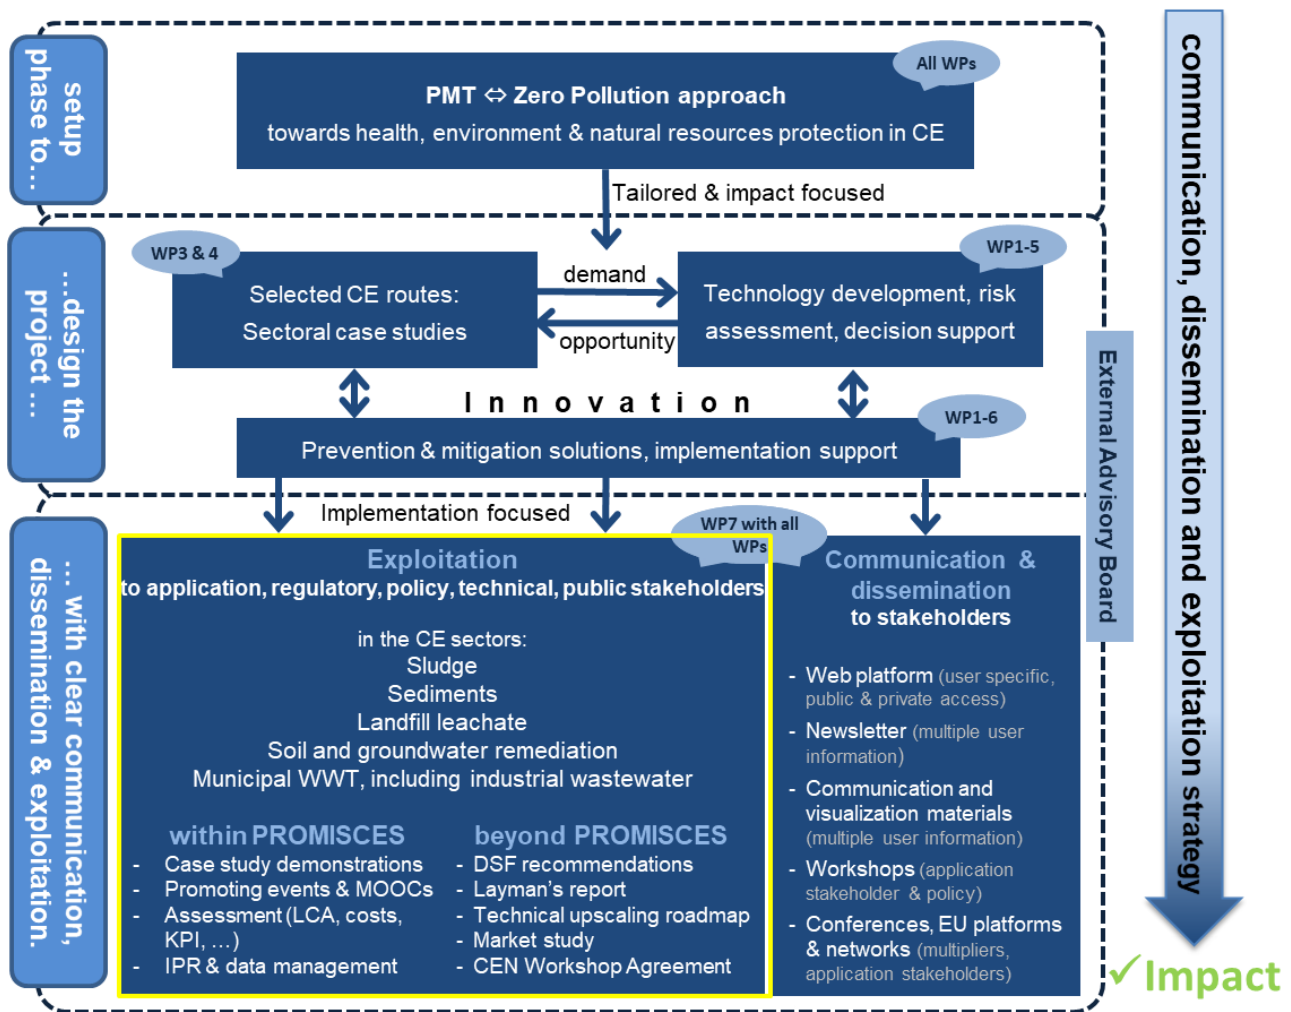 setup
phase to…
All WPs
PMT ⇔ Zero Pollution approach
towards health, environment & natural resources protection in CE
Tailored & impact focused
…design the
project …
WP3 & 4
Selected CE routes:
Sectoral case studies
demand
opportunity
WP1-5
Technology development, risk
assessment, decision support
Innovation
WP1-6
Prevention & mitigation solutions, implementation support
Implementation focused
WP7 with all
WPs
… with clear communication,
dissemination & exploitation.
Exploitation
to application, regulatory, policy, technical, public stakeholders
in the CE sectors:
Sludge
Sediments
Landfill leachate
Soil and groundwater remediation
Municipal WWT, including industrial wastewater
within PROMISCES
- Case study demonstrations
- Promoting events & MOOCs
- Assessment (LCA, costs,
KPI, …)
- IPR & data management
beyond PROMISCES
- DSF recommendations
- Layman's report
- Technical upscaling roadmap
- Market study
- CEN Workshop Agreement
Communication &
dissemination
to stakeholders
- Web platform (user specific,
public & private access)
- Newsletter (multiple user
information)
- Communication and
visualization materials
(multiple user information)
- Workshops (application
stakeholder & policy)
- Conferences, EU platforms
& networks (multipliers,
application stakeholders)
External Advisory Board
communication, dissemination and exploitation strategy
✓Impact